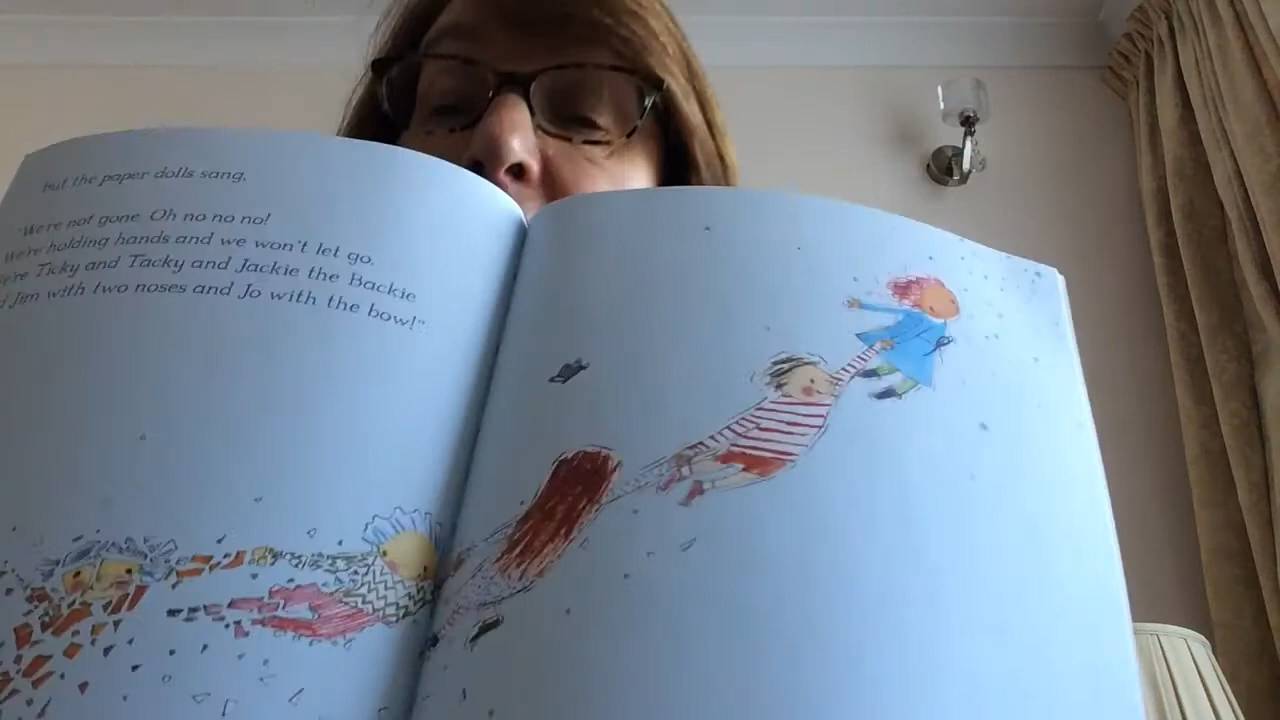 But the paper dolls sang,
"We're not gone. Oh no no no!
We're holding hands and we won't let go.
We're Ticky and Tacky and Jackie the Backie
Jim with two noses and Jo with the bow!"